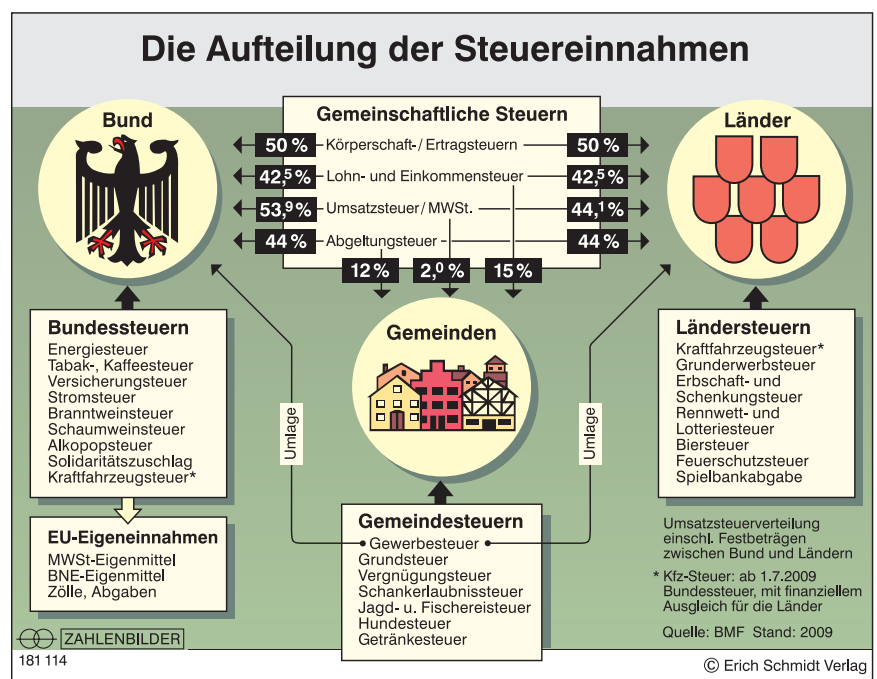 Die Aufteilung der Steuereinnahmen
Bund
Gemeinschaftliche Steuern
Länder
50 % Körperschaft-/Ertragsteuern 50 %
42,5 % Lohn- und Einkommensteuer 42,5 %
53,9 % Umsatzsteuer/MWSt. 44,1 %
44 % Abgeltungsteuer 44 %
12 % 2,0 % 15 %
Gemeinden
Bundessteuern
Energiesteuer
Tabak-, Kaffeesteuer
Versicherungsteuer
Stromsteuer
Branntweinsteuer
Schaumweinsteuer
Alkopopsteuer
Solidaritätszuschlag
Kraftfahrzeugsteuer*
Umlage
Umlage
Ländersteuern
Kraftfahrzeugsteuer*
Grunderwerbsteuer
Erbschaft- und
Schenkungsteuer
Rennwett- und
Lotteriesteuer
Biersteuer
Feuerschutzsteuer
Spielbankabgabe
EU-Eigeneinnahmen
MWSt-Eigenmittel
BNE-Eigenmittel
Zölle, Abgaben
Gemeindesteuern
Gewerbesteuer
Grundsteuer
Vergnügungsteuer
Schankerlaubnissteuer
Jagd- u. Fischereisteuer
Hundesteuer
Getränkesteuer
Umsatzsteuerverteilung
einschl. Festbeträgen
zwischen Bund und Ländern
* Kfz-Steuer: ab 1.7.2009
Bundessteuer, mit finanziellem
Ausgleich für die Länder
Quelle: BMF Stand: 2009
ZAHLENBILDER
181 114
© Erich Schmidt Verlag